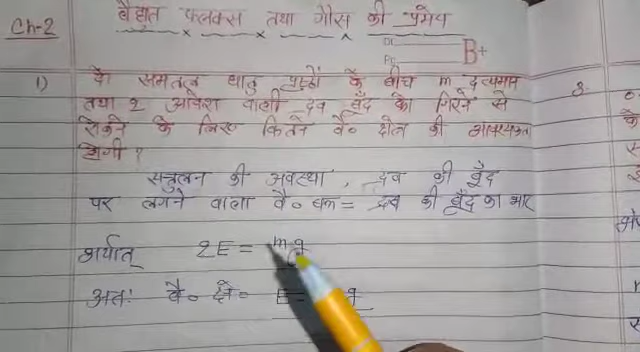 Ch-2
वैद्युत फ्लक्स तथा गौस की प्रमेय
B+
1) दो समतल धातु प्लेटों के बीच m द्रव्यमान
तथा q आवेश वाली द्रव बूँद को गिरने से
रोकने के लिए कितने वै० क्षेत्र की आवश्यकता
होगी ?
सन्तुलन की अवस्था, द्रव की बूँद
पर लगने वाला वै० बल = द्रव की बूँद का भार
अर्थात् qE = mg
अतः वै० क्षे० E =
3.